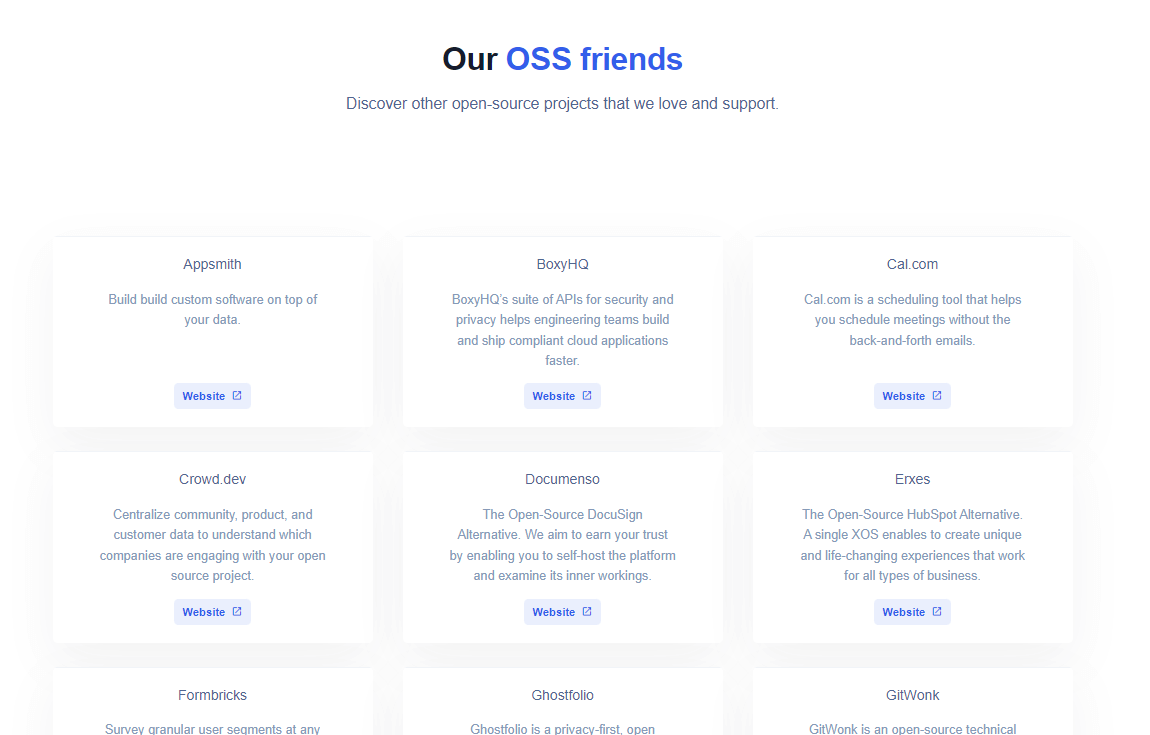 Our OSS friends
Discover other open-source projects that we love and support.
Appsmith
Build build custom software on top of
your data.
Website
BoxyHQ
BoxyHQ's suite of APIs for security and
privacy helps engineering teams build
and ship compliant cloud applications
faster.
Website
Cal.com
Cal.com is a scheduling tool that helps
you schedule meetings without the
back-and-forth emails.
Website
Crowd.dev
Centralize community, product, and
customer data to understand which
companies are engaging with your open
source project.
Website
Documenso
The Open-Source DocuSign
Alternative. We aim to earn your trust
by enabling you to self-host the platform
and examine its inner workings.
Website
Erxes
The Open-Source HubSpot Alternative.
A single XOS enables to create unique
and life-changing experiences that work
for all types of business.
Website
Formbricks
Survey granular user segments at any
Ghostfolio
Ghostfolio is a privacy-first, open
GitWonk
GitWonk is an open-source technical